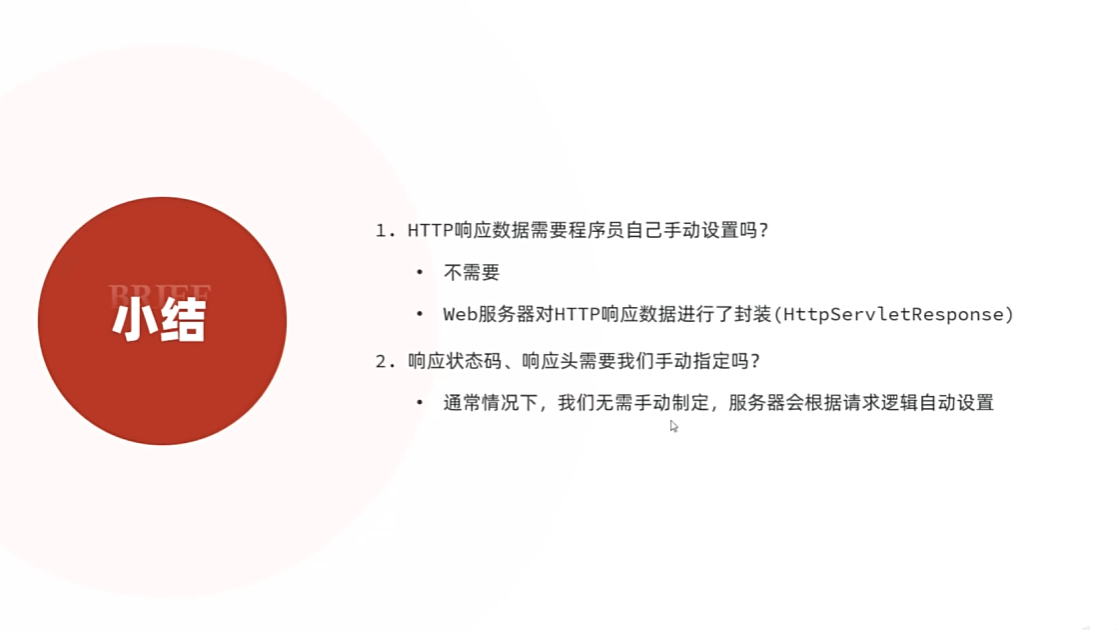 BRIEF
小结
1. HTTP响应数据需要程序员自己手动设置吗?
• 不需要
• Web服务器对HTTP响应数据进行了封装(HttpServletResponse)
2. 响应状态码、响应头需要我们手动指定吗?
• 通常情况下，我们无需手动制定，服务器会根据请求逻辑自动设置